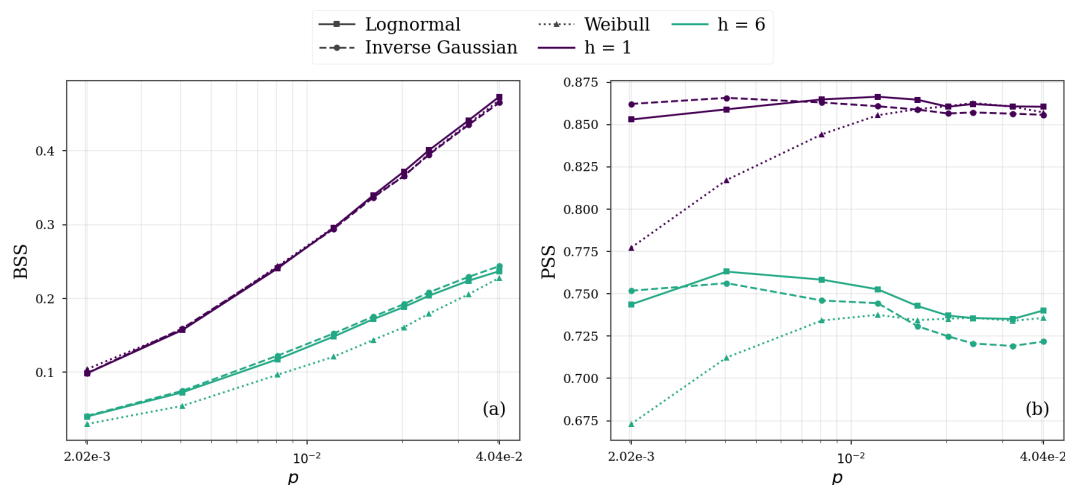 Lognormal
Inverse Gaussian
Weibull
h = 1
h = 6
BSS
0.4
0.3
0.2
0.1
(a)
2.02e-3
10⁻²
4.04e-2
p
PSS
0.875
0.850
0.825
0.800
0.775
0.750
0.725
0.700
0.675
(b)
2.02e-3
10⁻²
4.04e-2
p